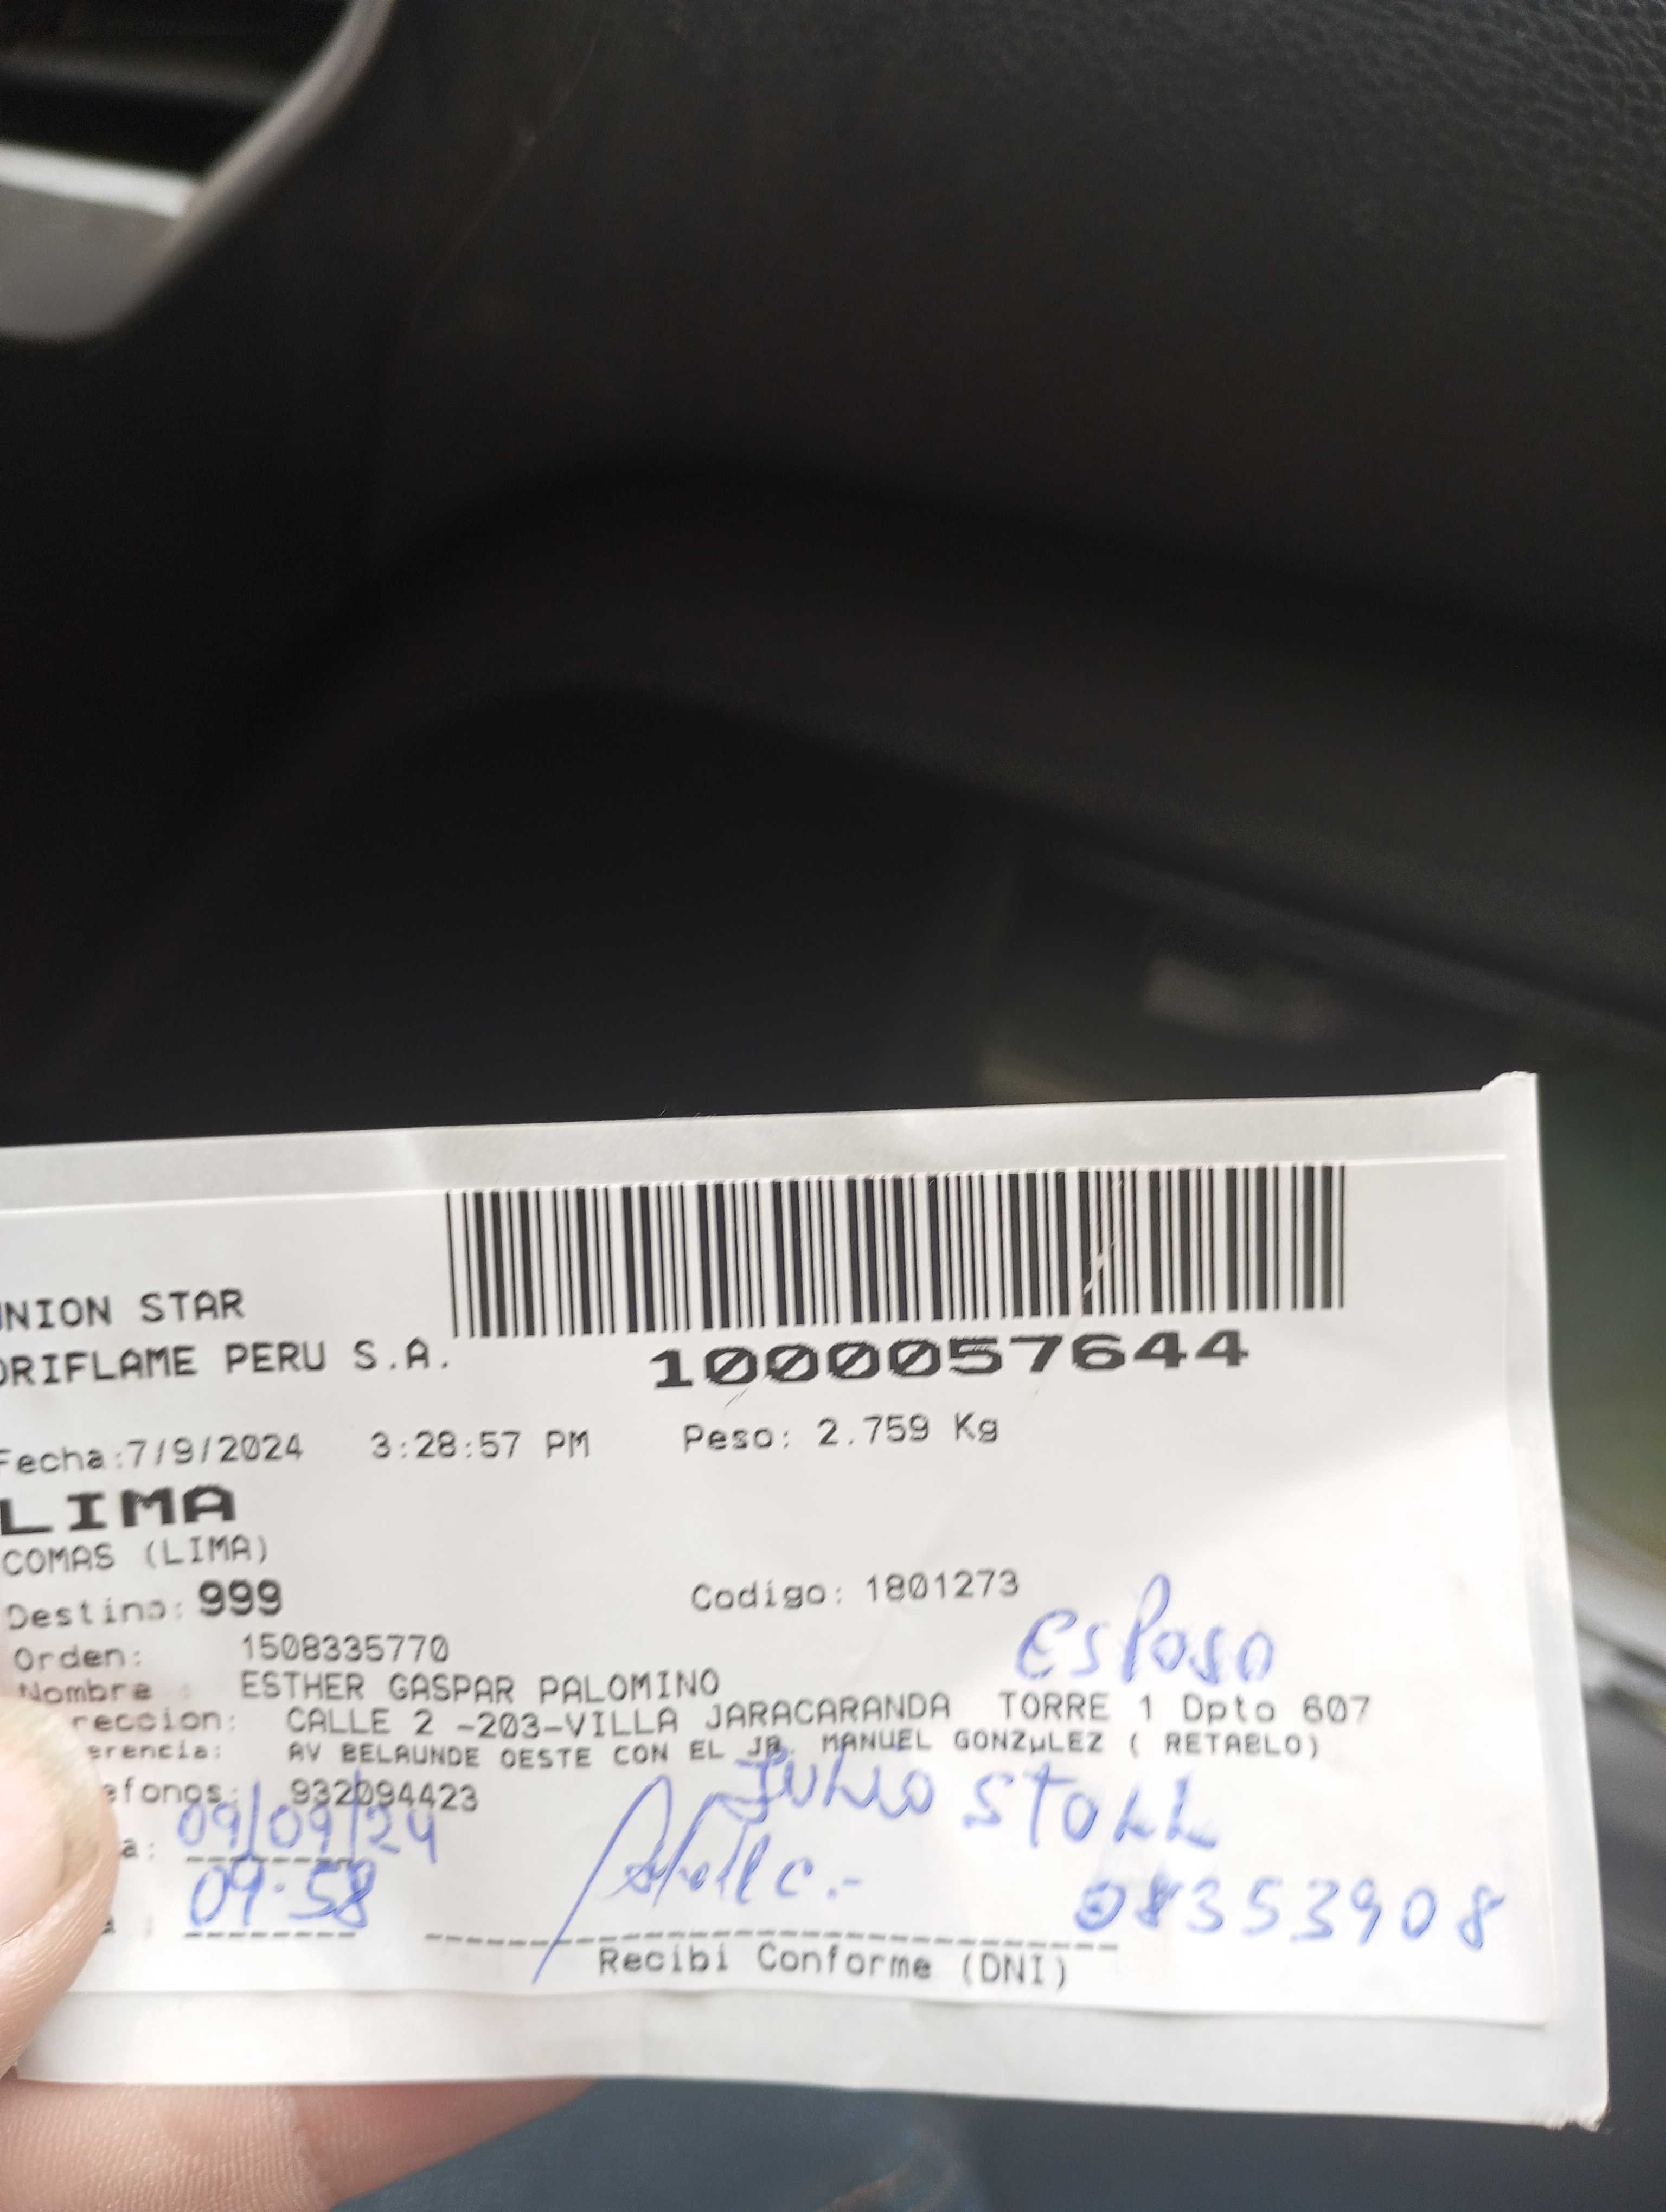 UNION STAR
ORIFLAME PERU S.A.
1000057644
Fecha:7/9/2024 3:28:57 PM Peso: 2.759 Kg
LIMA
COMAS (LIMA)
Destino: 999 Codigo: 1801273
Orden: 1508335770
Esposo
Nombre : ESTHER GASPAR PALOMINO
reccion: CALLE 2 -203-VILLA JARACARANDA TORRE 1 Dpto 607
erencia: AV BELAUNDE OESTE CON EL JR. MANUEL GONZµLEZ ( RETABLO)
efonos: 932094423
Julio Stoll
a: 09/09/24
a : 09:58
08353908
Recibi Conforme (DNI)